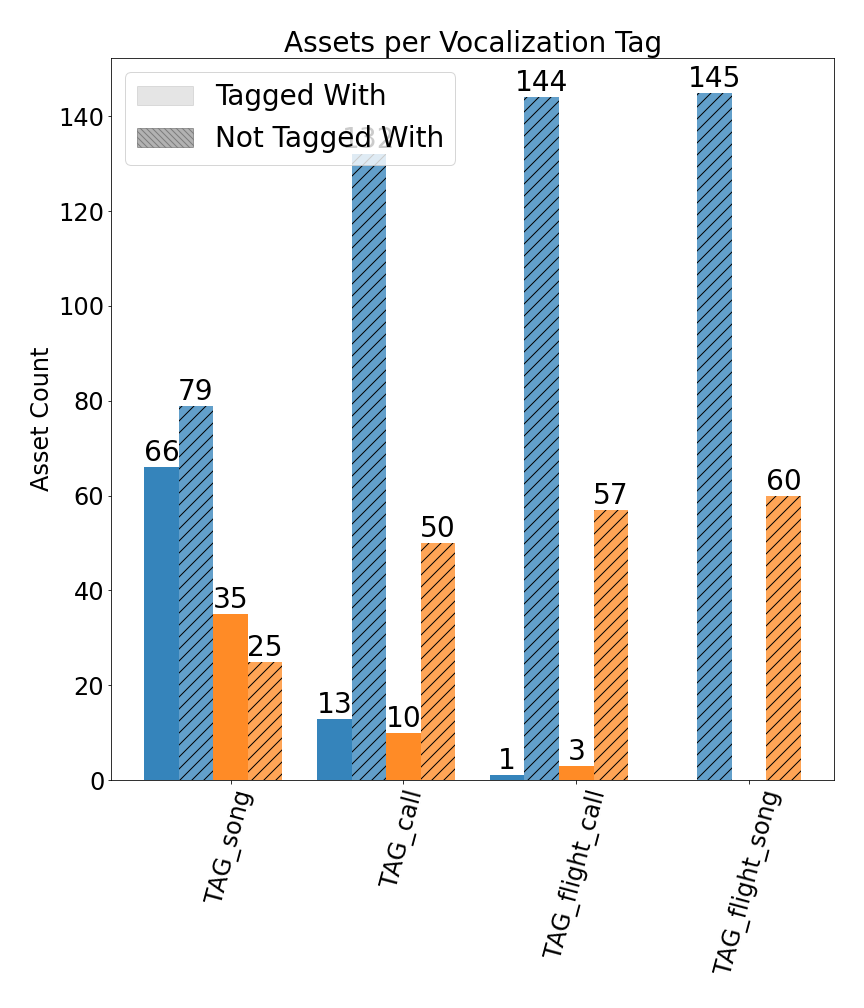 Assets per Vocalization Tag
Tagged With
Not Tagged With
Asset Count
140
120
100
80
60
40
20
0
66
79
35
25
13
132
10
50
1
144
3
57
145
60
TAG_song
TAG_call
TAG_flight_call
TAG_flight_song